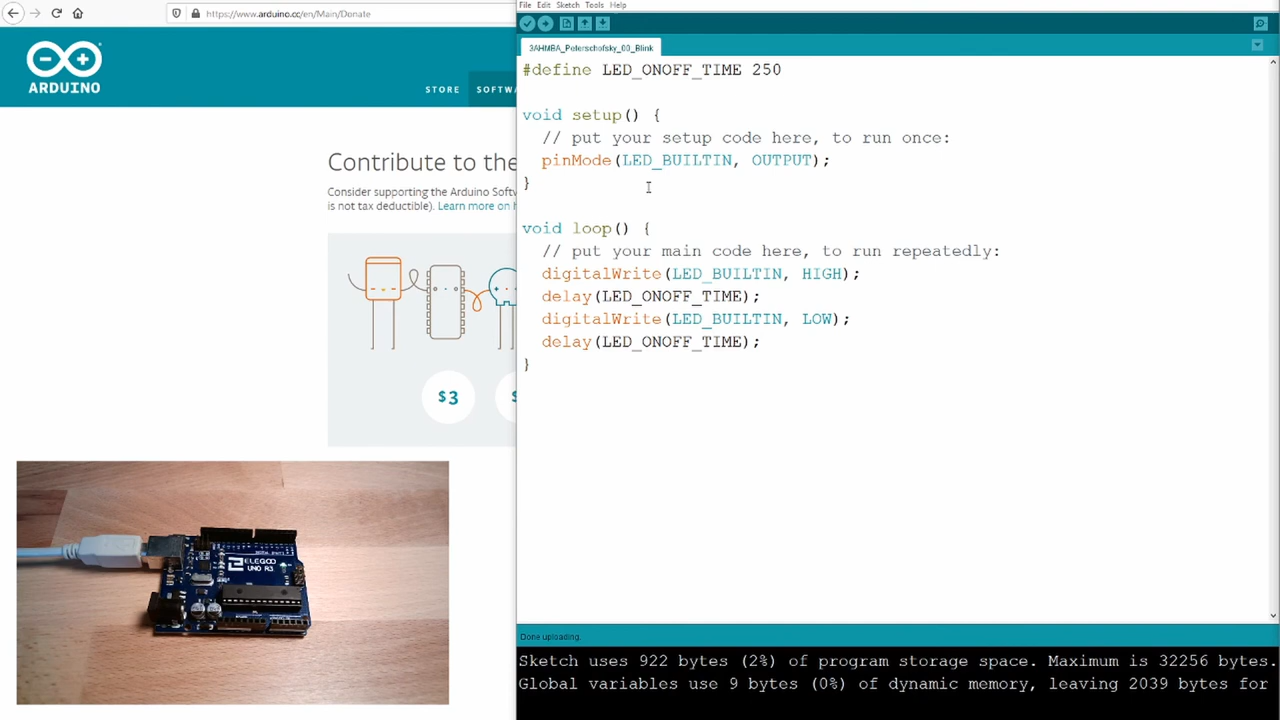 https://www.arduino.cc/en/Main/Donate
ARDUINO
STORE
SOFTW
Contribute to the
Consider supporting the Arduino Soft
is not tax deductible). Learn more on
$3
$
ELEGOO
UNO R3
File Edit Sketch Tools Help
3AHMBA_Peterschofsky_00_Blink
#define LED_ONOFF_TIME 250
void setup() {
// put your setup code here, to run once:
pinMode(LED_BUILTIN, OUTPUT);
}
void loop() {
// put your main code here, to run repeatedly:
digitalWrite(LED_BUILTIN, HIGH);
delay(LED_ONOFF_TIME);
digitalWrite(LED_BUILTIN, LOW);
delay(LED_ONOFF_TIME);
}
Done uploading.
Sketch uses 922 bytes (2%) of program storage space. Maximum is 32256 bytes.
Global variables use 9 bytes (0%) of dynamic memory, leaving 2039 bytes for